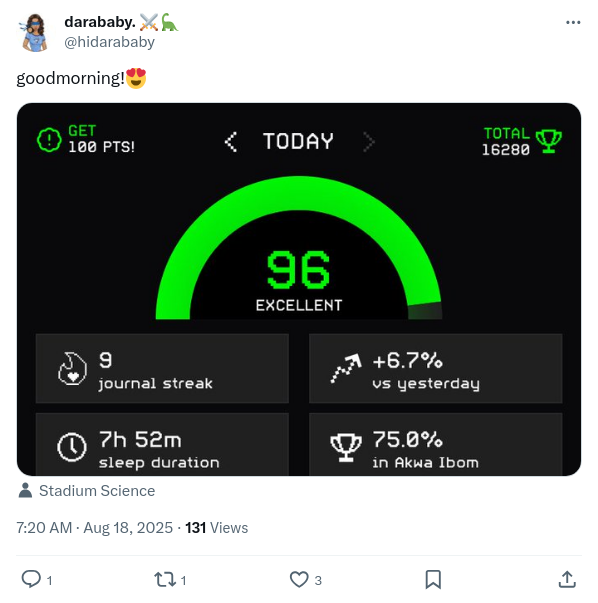 darababy. ⚔️🦕
@hidarababy
goodmorning!😍
GET
100 PTS!
TODAY
TOTAL
16280
96
EXCELLENT
9
journal streak
+6.7%
vs yesterday
7h 52m
sleep duration
75.0%
in Akwa Ibom
Stadium Science
7:20 AM · Aug 18, 2025 · 131 Views
1
1
3